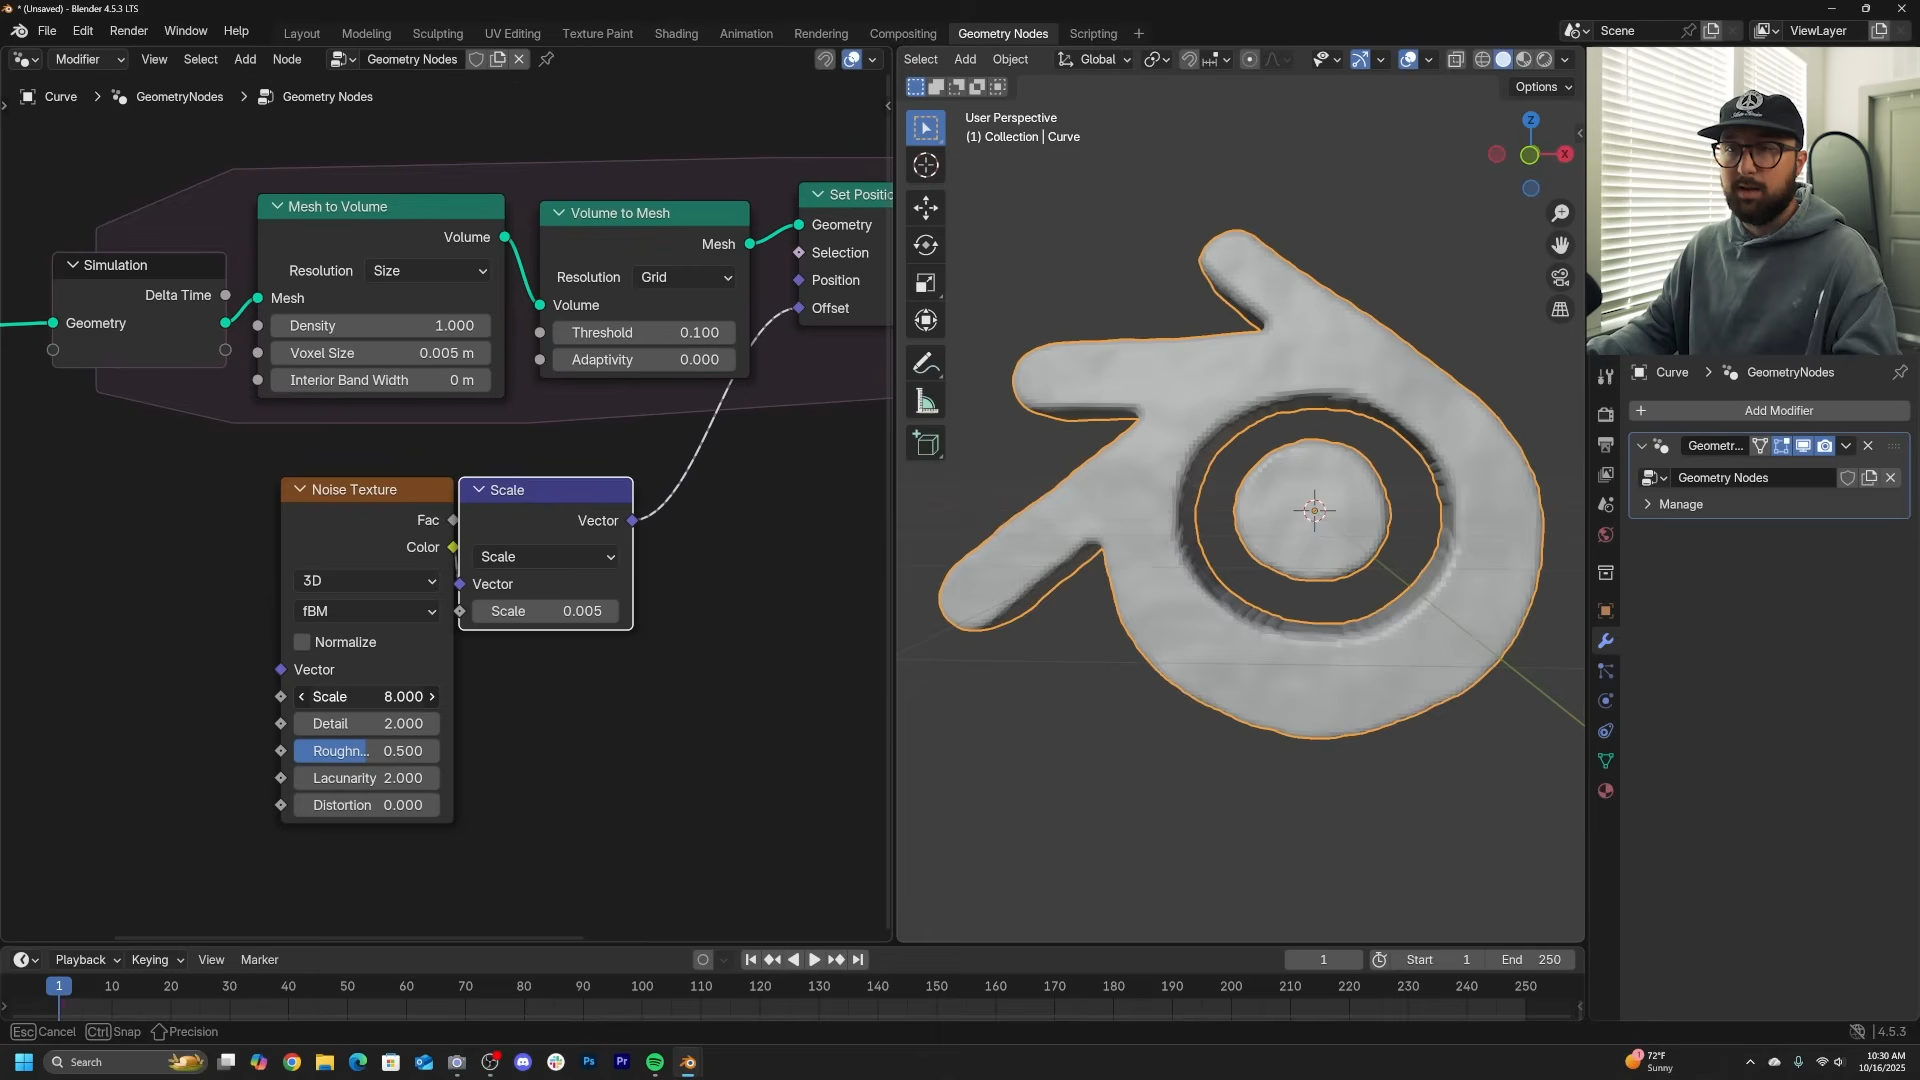 * (Unsaved) - Blender 4.5.3 LTS
File Edit Render Window Help
Layout Modeling Sculpting UV Editing Texture Paint Shading Animation Rendering Compositing Geometry Nodes Scripting
Scene
ViewLayer
Modifier View Select Add Node
Geometry Nodes
Select Add Object
Global
Curve GeometryNodes Geometry Nodes
Options
User Perspective
(1) Collection | Curve
Z
X
Simulation
Delta Time
Geometry
Mesh to Volume
Volume
Resolution Size
Mesh
Density 1.000
Voxel Size 0.005 m
Interior Band Width 0 m
Volume to Mesh
Mesh
Resolution Grid
Volume
Threshold 0.100
Adaptivity 0.000
Set Positic
Geometry
Selection
Position
Offset
Noise Texture
Fac
Color
3D
fBM
Normalize
Vector
Scale 8.000
Detail 2.000
Roughn... 0.500
Lacunarity 2.000
Distortion 0.000
Scale
Vector
Scale
Vector
Scale 0.005
Curve GeometryNodes
Add Modifier
Geometr...
Geometry Nodes
Manage
Playback Keying View Marker
1
Start 1
End 250
1 10 20 30 40 50 60 70 80 90 100 110 120 130 140 150 160 170 180 190 200 210 220 230 240 250
Esc Cancel Ctrl Snap Precision
4.5.3
Search
Ps
Pr
1
72°F
Sunny
10:30 AM
10/16/2025